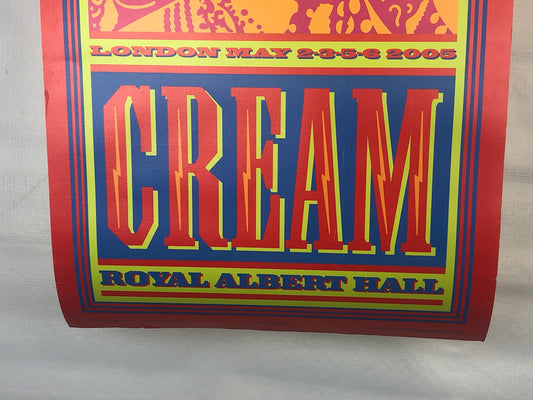 LONDON MAY 2-3-5-6 2005
CREAM
ROYAL ALBERT HALL